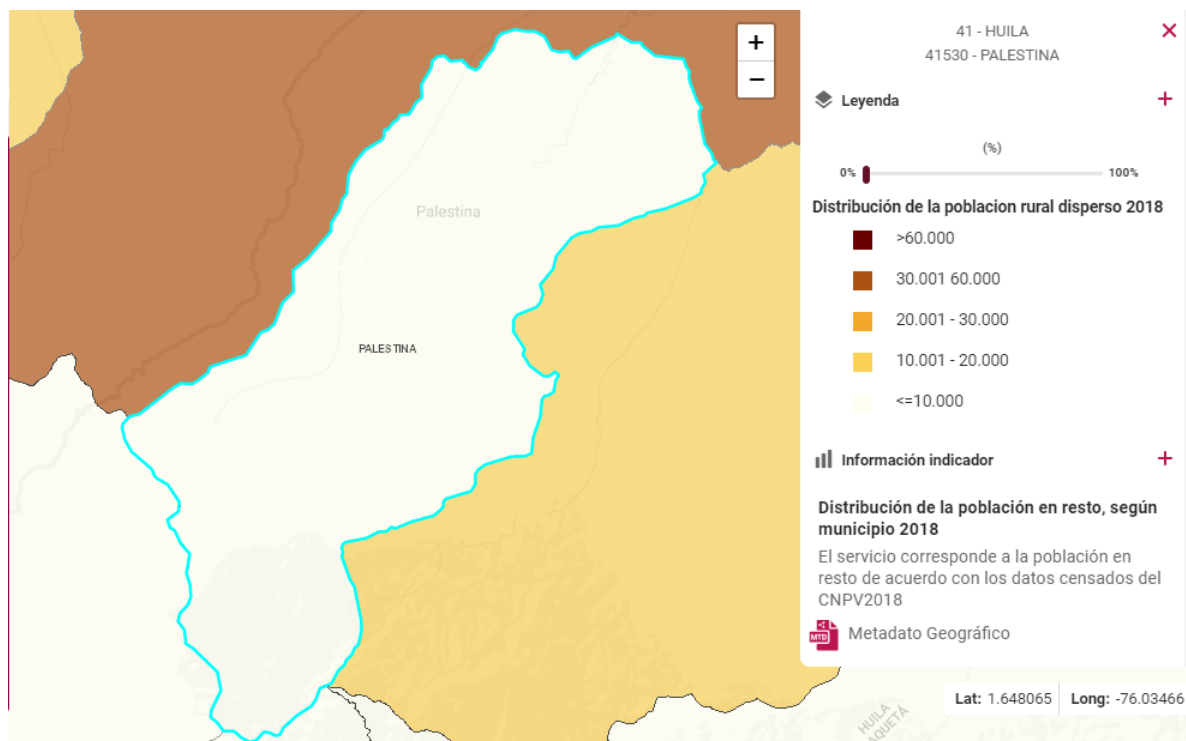 +
−
Palestina
PALESTINA
41 - HUILA
41530 - PALESTINA
Leyenda
(%)
0% 100%
Distribución de la poblacion rural disperso 2018
>60.000
30.001 60.000
20.001 - 30.000
10.001 - 20.000
<=10.000
Información indicador
Distribución de la población en resto, según
municipio 2018
El servicio corresponde a la población en
resto de acuerdo con los datos censados del
CNPV2018
MTD
Metadato Geográfico
Lat: 1.648065 Long: -76.03466
HUILA
AQUETÁ